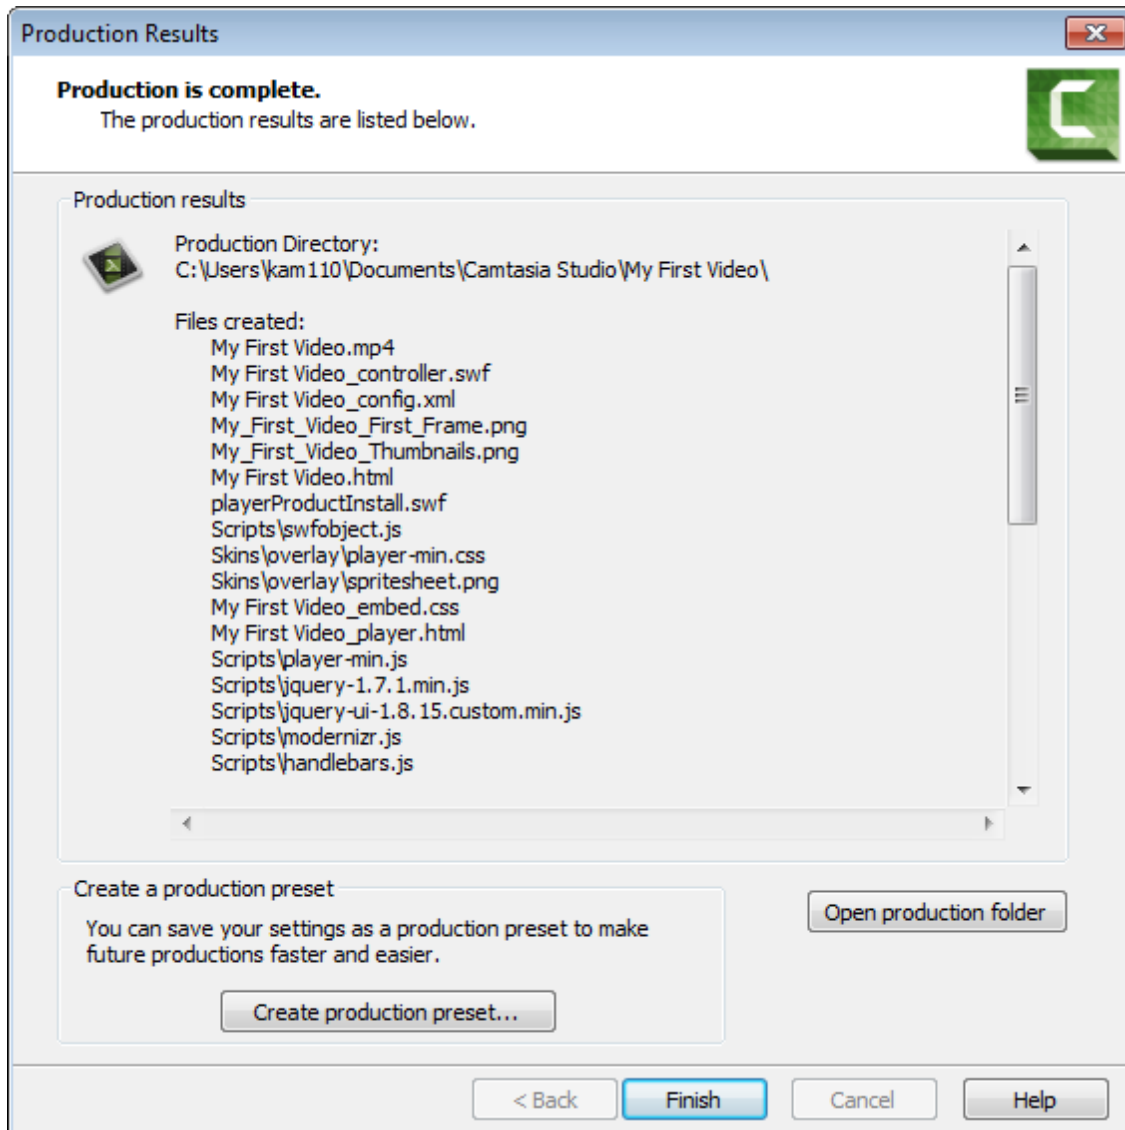 Production Results
Production is complete.
The production results are listed below.
Production results
Production Directory:
C:\Users\kam110\Documents\Camtasia Studio\My First Video\
Files created:
My First Video.mp4
My First Video_controller.swf
My First Video_config.xml
My_First_Video_First_Frame.png
My_First_Video_Thumbnails.png
My First Video.html
playerProductInstall.swf
Scripts\swfobject.js
Skins\overlay\player-min.css
Skins\overlay\spritesheet.png
My First Video_embed.css
My First Video_player.html
Scripts\player-min.js
Scripts\jquery-1.7.1.min.js
Scripts\jquery-ui-1.8.15.custom.min.js
Scripts\modernizr.js
Scripts\handlebars.js
Create a production preset
You can save your settings as a production preset to make
future productions faster and easier.
Create production preset...
Open production folder
< Back
Finish
Cancel
Help